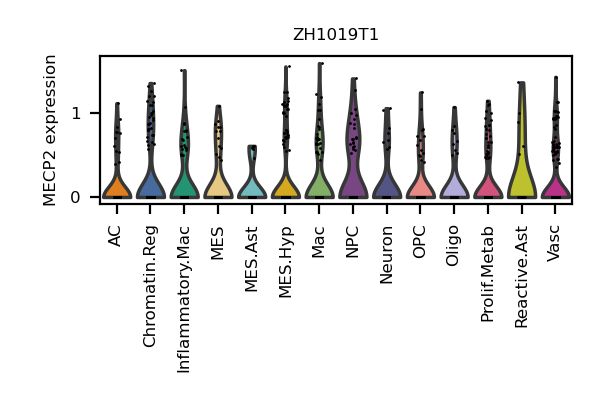 ZH1019T1
MECP2 expression
1
0
AC
Chromatin.Reg
Inflammatory.Mac
MES
MES.Ast
MES.Hyp
Mac
NPC
Neuron
OPC
Oligo
Prolif.Metab
Reactive.Ast
Vasc